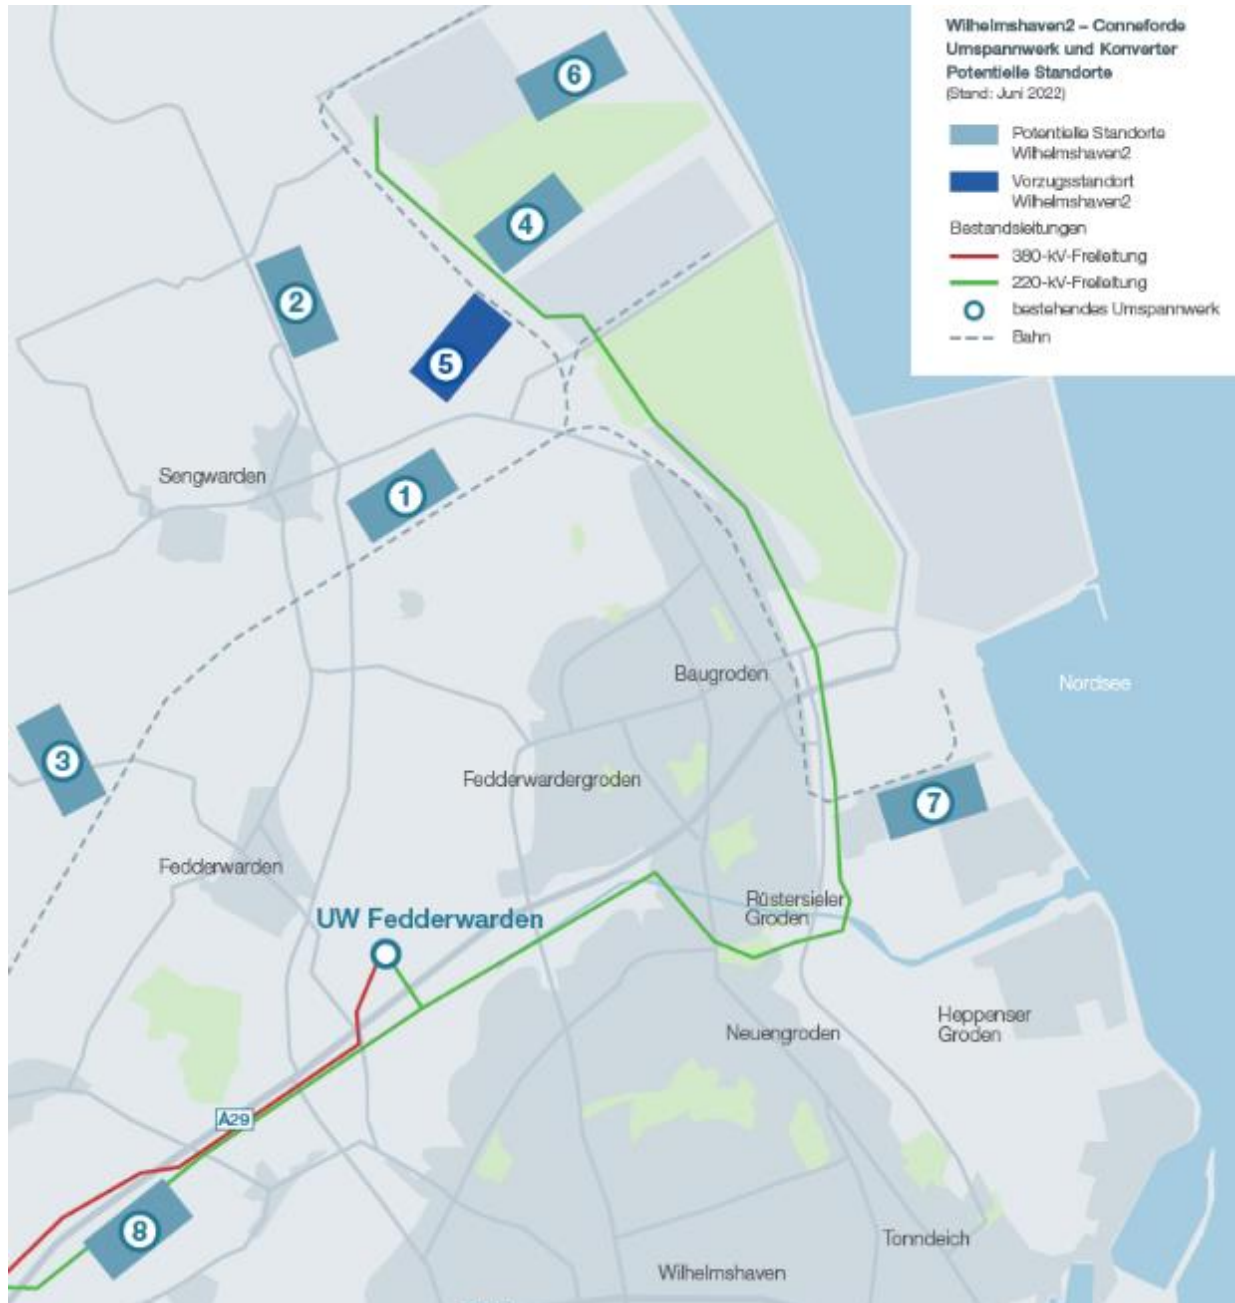 Wilhelmshaven2 – Conneforde
Umspannwerk und Konverter
Potentielle Standorte
(Stand: Juni 2022)
Potentielle Standorte
Wilhelmshaven2
Vorzugsstandort
Wilhelmshaven2
Bestandsleitungen
380-kV-Freileitung
220-kV-Freileitung
bestehendes Umspannwerk
Bahn
6
4
2
5
Sengwarden
1
Baugroden
Nordsee
3
Fedderwardergroden
7
Fedderwarden
Rüstersieler
Groden
UW Fedderwarden
Heppenser
Groden
Neuengroden
A29
8
Tonndeich
Wilhelmshaven